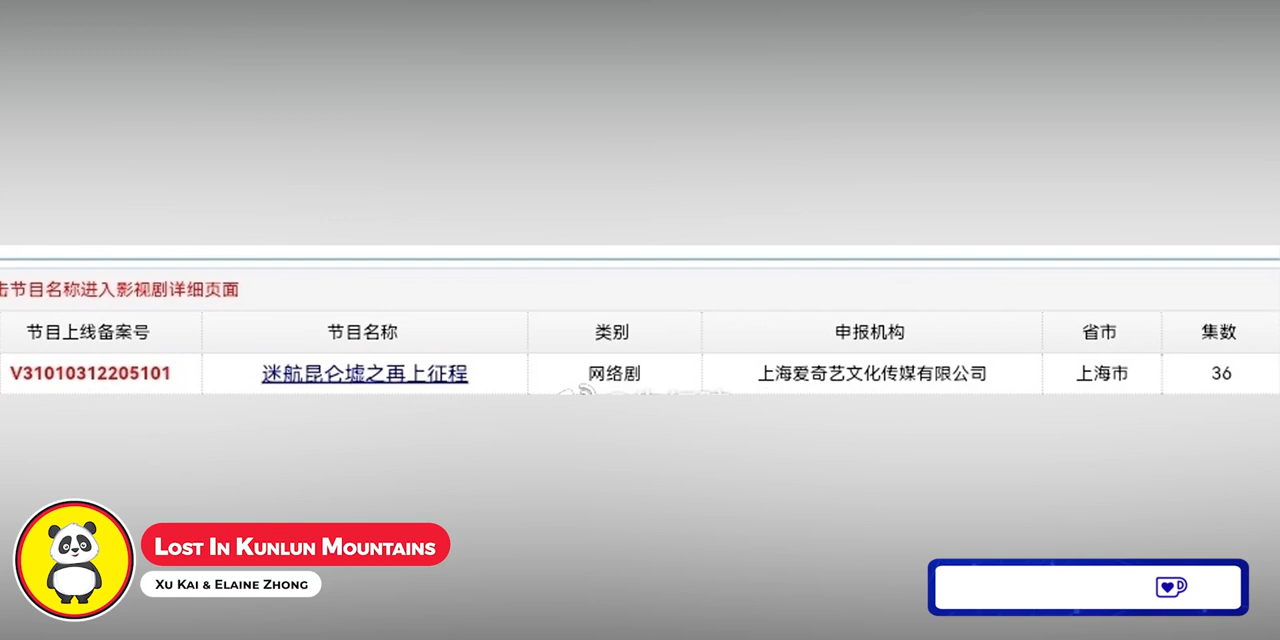 击节目名称进入影视剧详细页面
节目上线备案号 节目名称 类别 申报机构 省市 集数
V31010312205101 迷航昆仑墟之再上征程 网络剧 上海爱奇艺文化传媒有限公司 上海市 36
Lost In Kunlun Mountains
Xu Kai & Elaine Zhong